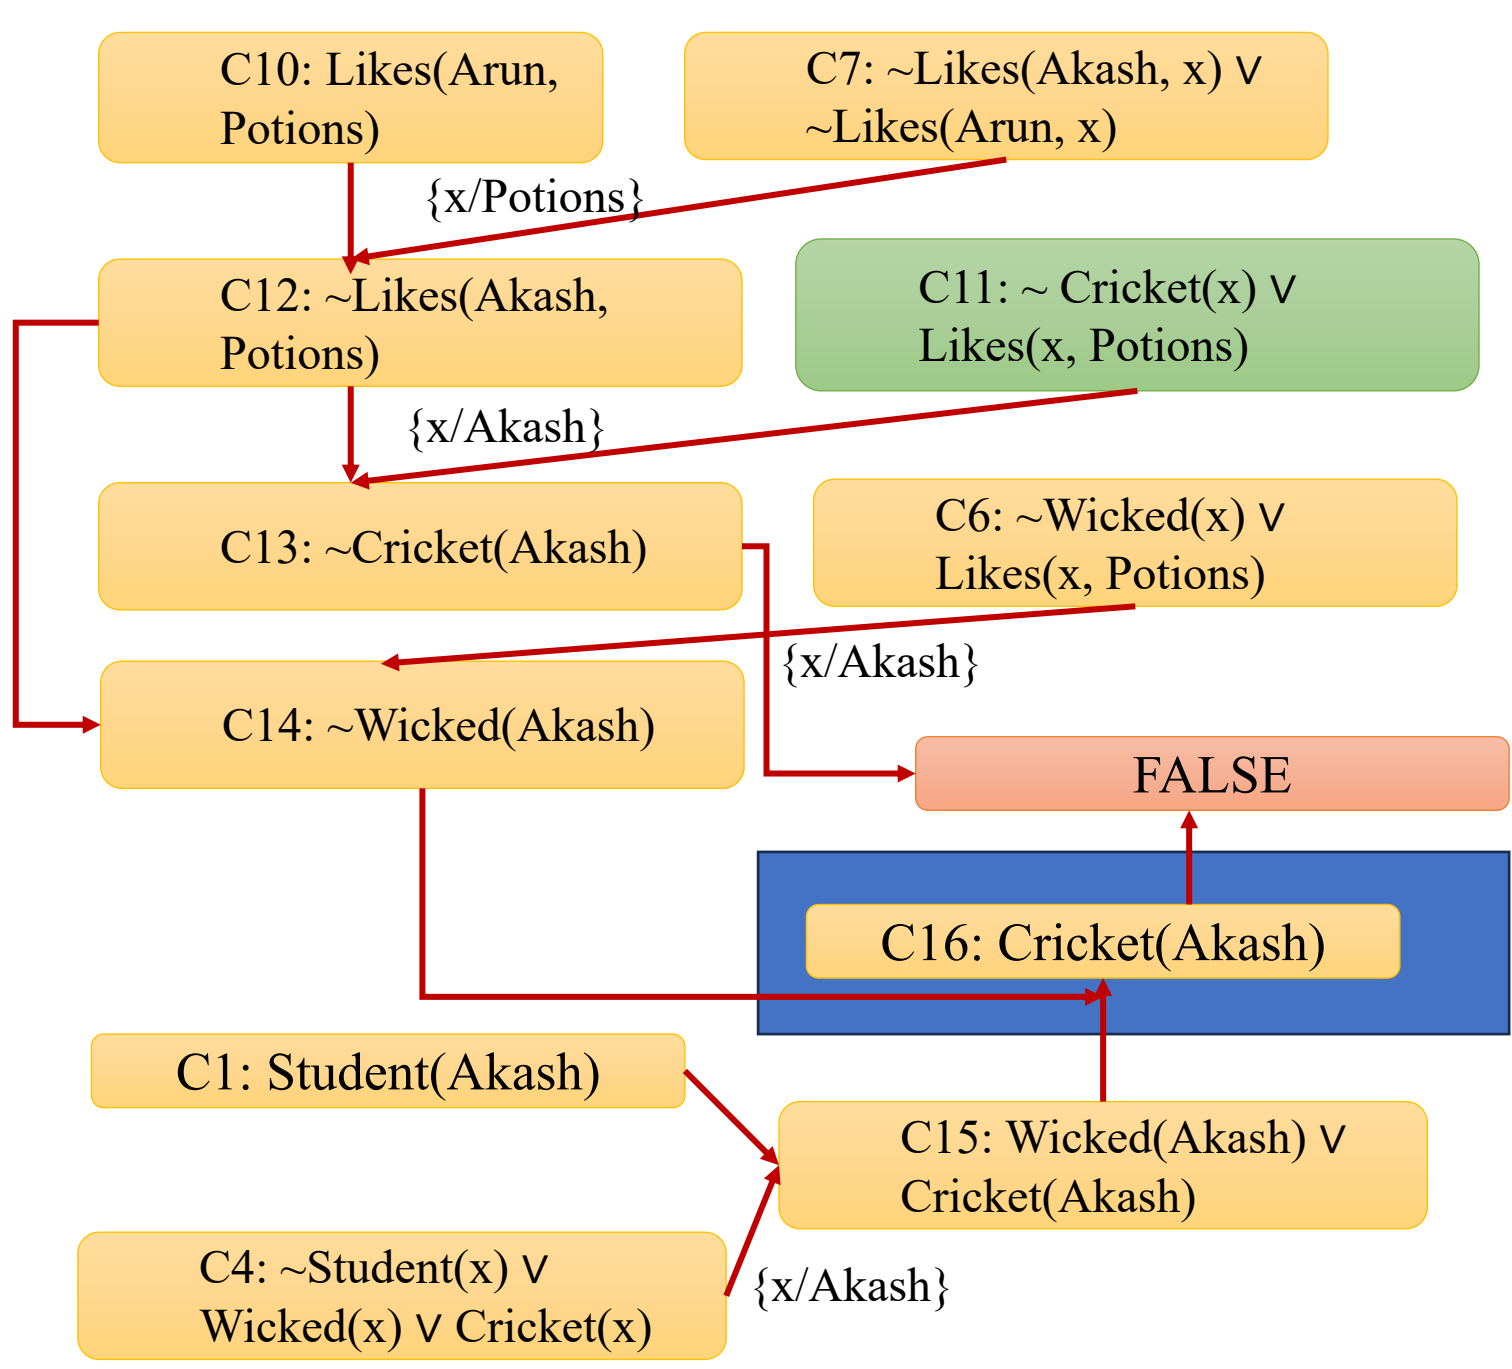 C10: Likes(Arun,
Potions)
C7: ~Likes(Akash, x) ∨
~Likes(Arun, x)
{x/Potions}
C12: ~Likes(Akash,
Potions)
C11: ~ Cricket(x) ∨
Likes(x, Potions)
{x/Akash}
C13: ~Cricket(Akash)
C6: ~Wicked(x) ∨
Likes(x, Potions)
{x/Akash}
C14: ~Wicked(Akash)
FALSE
C16: Cricket(Akash)
C1: Student(Akash)
C15: Wicked(Akash) ∨
Cricket(Akash)
C4: ~Student(x) ∨
Wicked(x) ∨ Cricket(x)
{x/Akash}